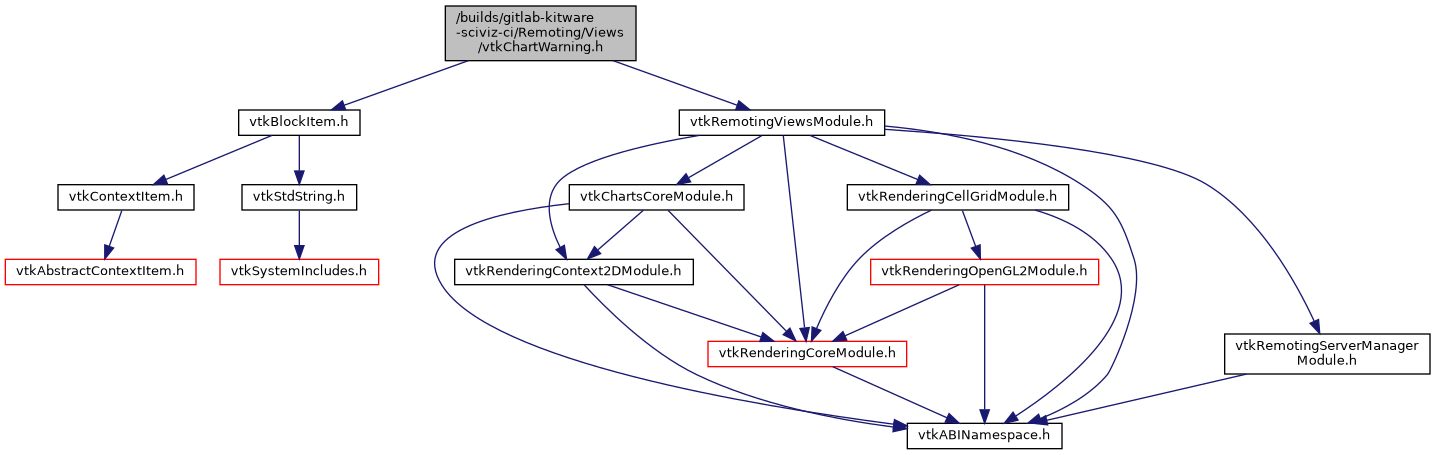 /builds/gitlab-kitware
-sciviz-ci/Remoting/Views
/vtkChartWarning.h
vtkBlockItem.h
vtkRemotingViewsModule.h
vtkContextItem.h
vtkStdString.h
vtkChartsCoreModule.h
vtkRenderingCellGridModule.h
vtkAbstractContextItem.h
vtkSystemIncludes.h
vtkRenderingContext2DModule.h
vtkRenderingOpenGL2Module.h
vtkRenderingCoreModule.h
vtkRemotingServerManager
Module.h
vtkABINamespace.h